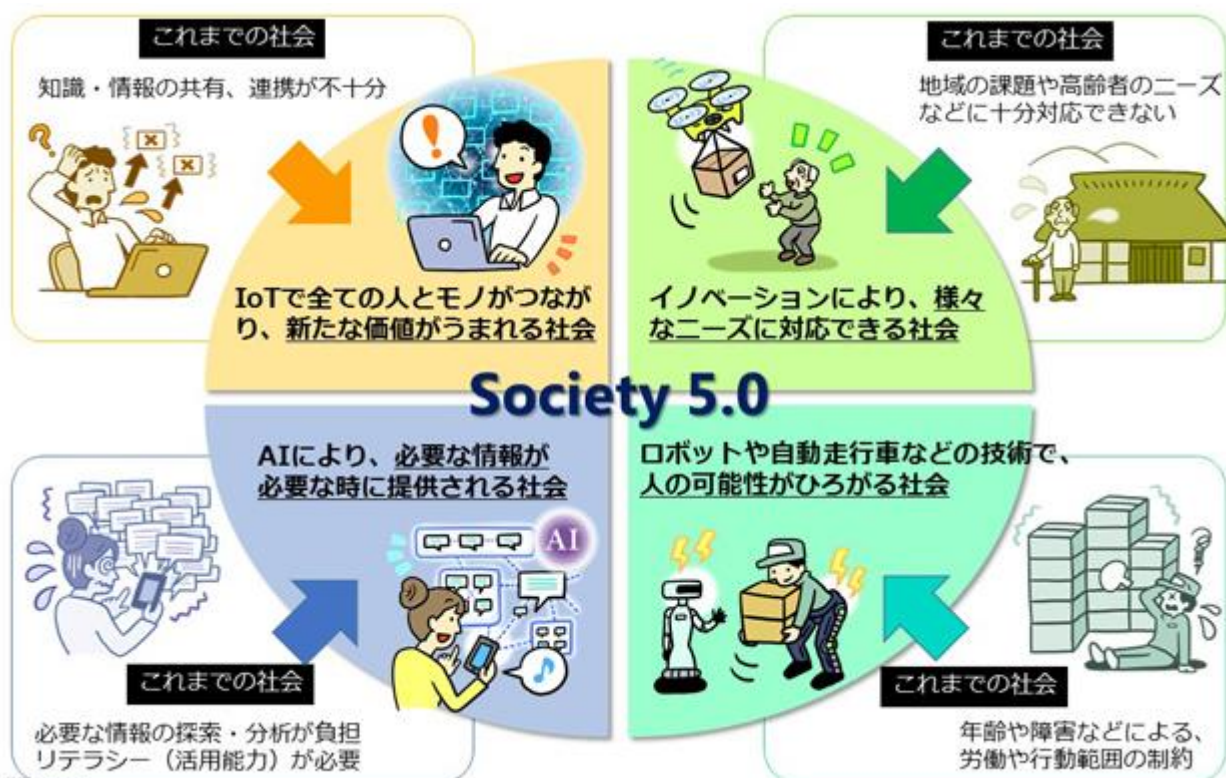 これまでの社会
知識・情報の共有、連携が不十分
?
!
IoTで全ての人とモノがつなが
り、新たな価値がうまれる社会
これまでの社会
地域の課題や高齢者のニーズ
などに十分対応できない
イノベーションにより、様々
なニーズに対応できる社会
Society 5.0
AIにより、必要な情報が
必要な時に提供される社会
AI
これまでの社会
必要な情報の探索・分析が負担
リテラシー（活用能力）が必要
ロボットや自動走行車などの技術で、
人の可能性がひろがる社会
これまでの社会
年齢や障害などによる、
労働や行動範囲の制約